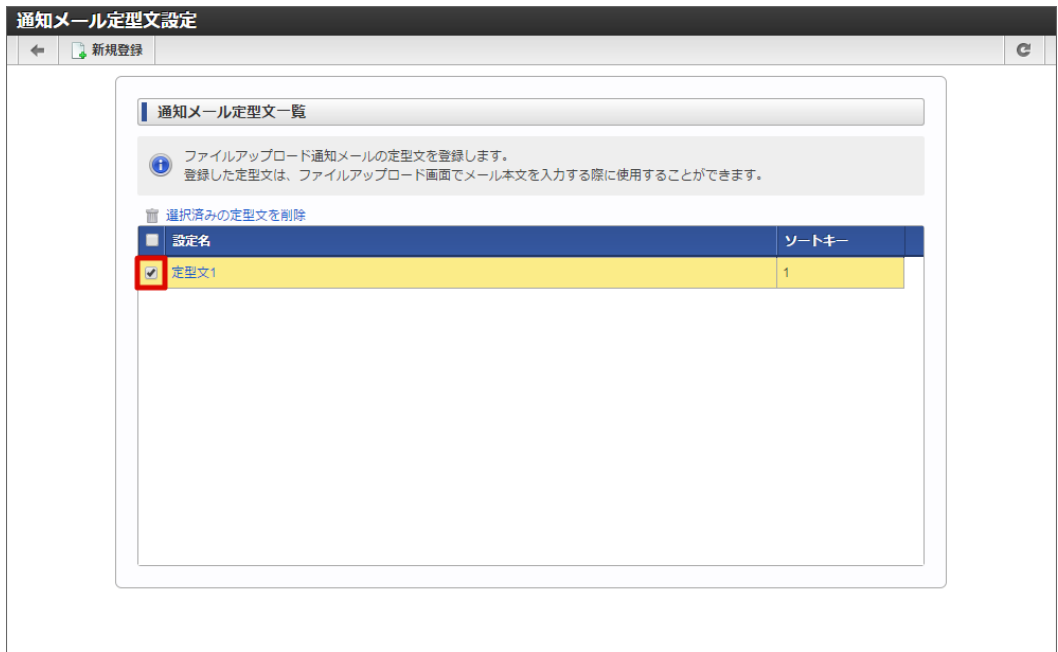 通知メール定型文設定
新規登録
通知メール定型文一覧
ファイルアップロード通知メールの定型文を登録します。
登録した定型文は、ファイルアップロード画面でメール本文を入力する際に使用することができます。
選択済みの定型文を削除
設定名 ソートキー
定型文1 1